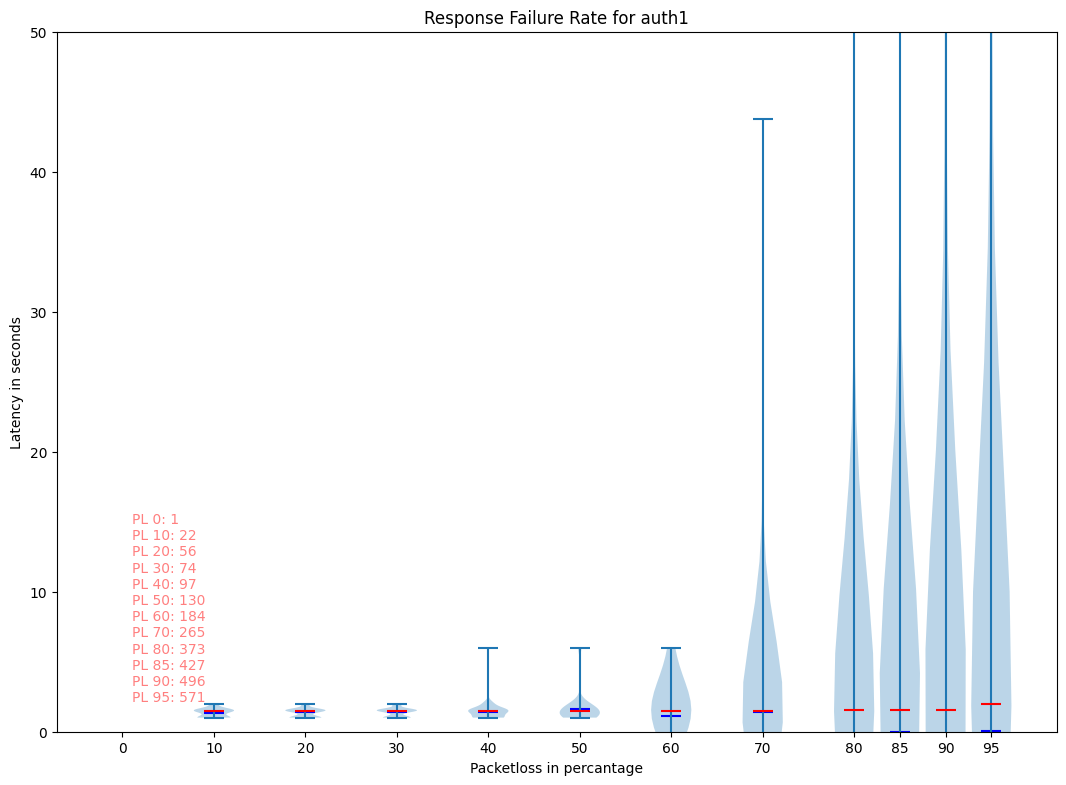 Response Failure Rate for auth1
50
40
30
20
10
0
Latency in seconds
PL 0: 1
PL 10: 22
PL 20: 56
PL 30: 74
PL 40: 97
PL 50: 130
PL 60: 184
PL 70: 265
PL 80: 373
PL 85: 427
PL 90: 496
PL 95: 571
0 10 20 30 40 50 60 70 80 85 90 95
Packetloss in percantage